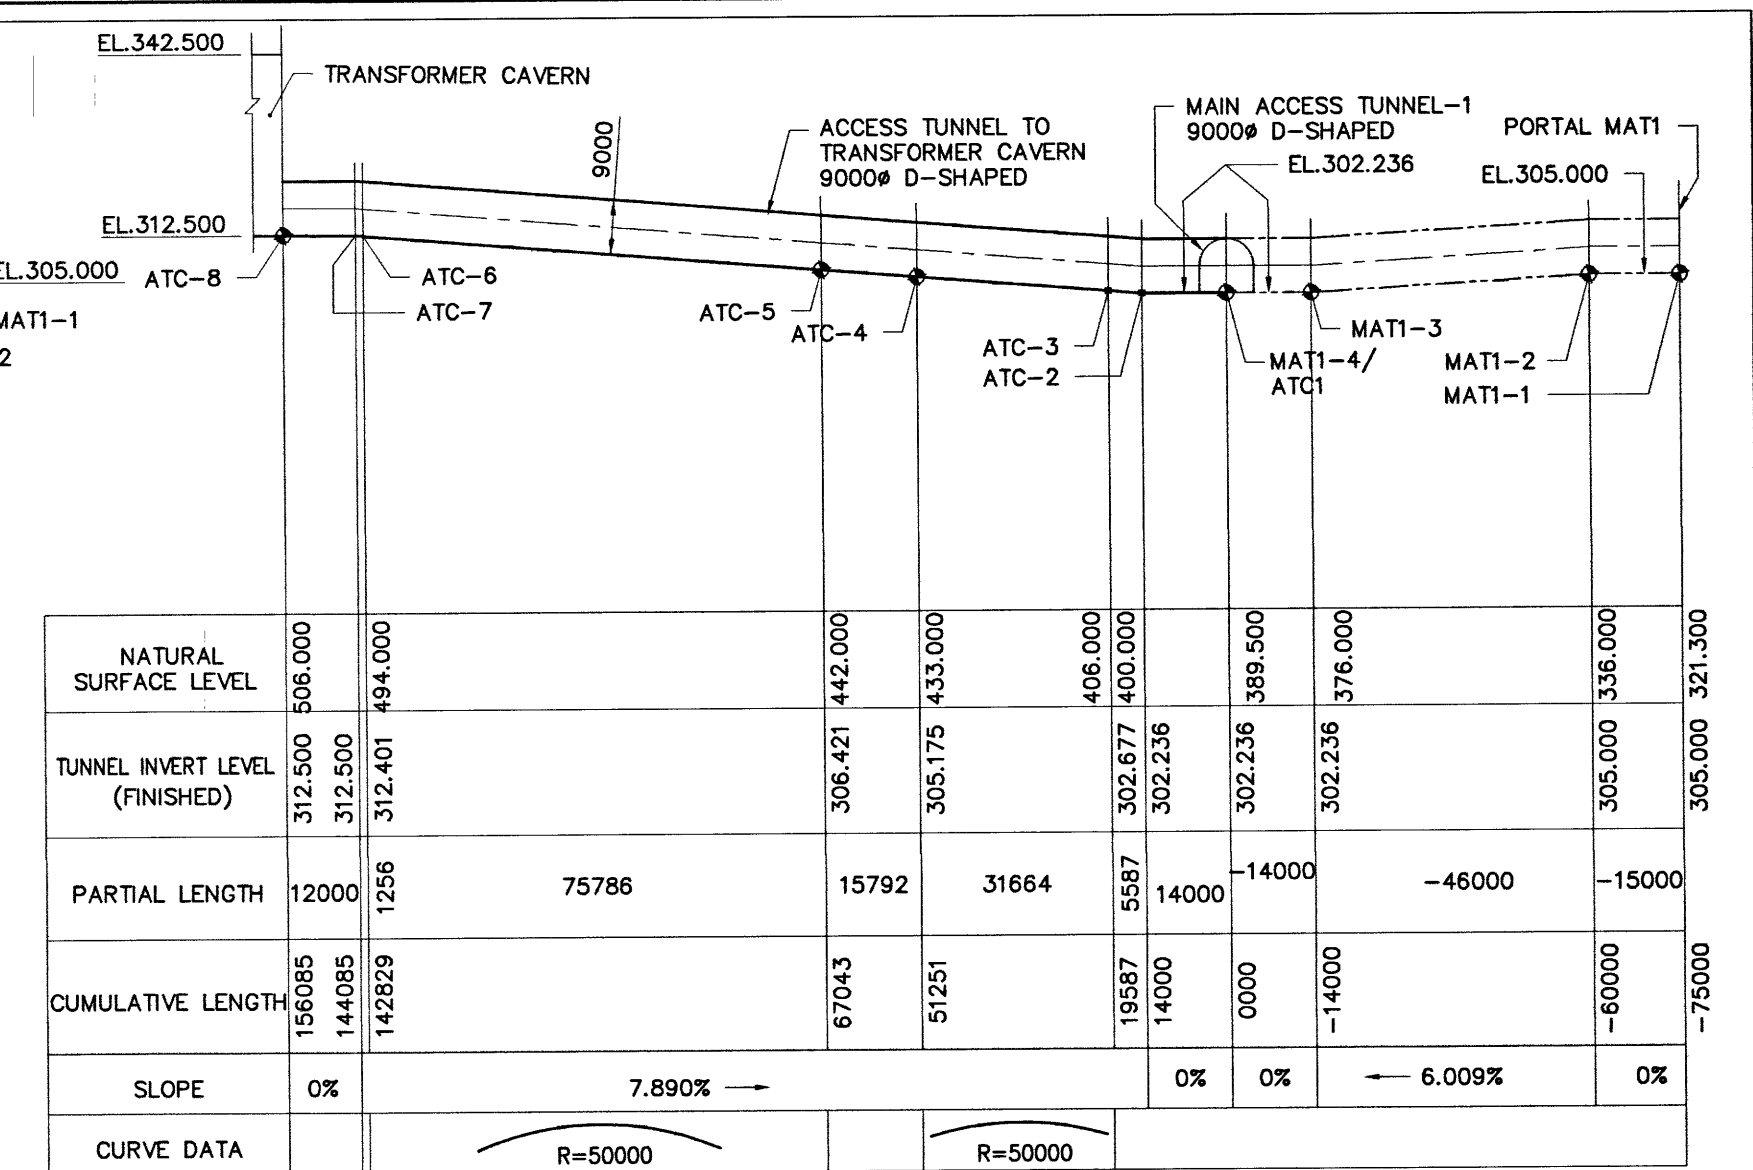 EL.342.500
TRANSFORMER CAVERN
9000
ACCESS TUNNEL TO
TRANSFORMER CAVERN
9000ø D-SHAPED
MAIN ACCESS TUNNEL-1
9000ø D-SHAPED
EL.302.236
PORTAL MAT1
EL.305.000
EL.312.500
EL.305.000
MAT1-1
2
ATC-8
ATC-6
ATC-7
ATC-5
ATC-4
ATC-3
ATC-2
MAT1-4/
ATC1
MAT1-3
MAT1-2
MAT1-1
NATURAL
SURFACE LEVEL
506.000
494.000
442.000
433.000
406.000
400.000
389.500
376.000
336.000
321.300
TUNNEL INVERT LEVEL
(FINISHED)
312.500
312.500
312.401
306.421
305.175
302.677
302.236
302.236
302.236
305.000
305.000
PARTIAL LENGTH
12000
1256
75786
15792
31664
5587
14000
-14000
-46000
-15000
CUMULATIVE LENGTH
156085
144085
142829
67043
51251
19587
14000
0000
-14000
-60000
-75000
SLOPE
0%
7.890%
0%
0%
6.009%
0%
CURVE DATA
R=50000
R=50000